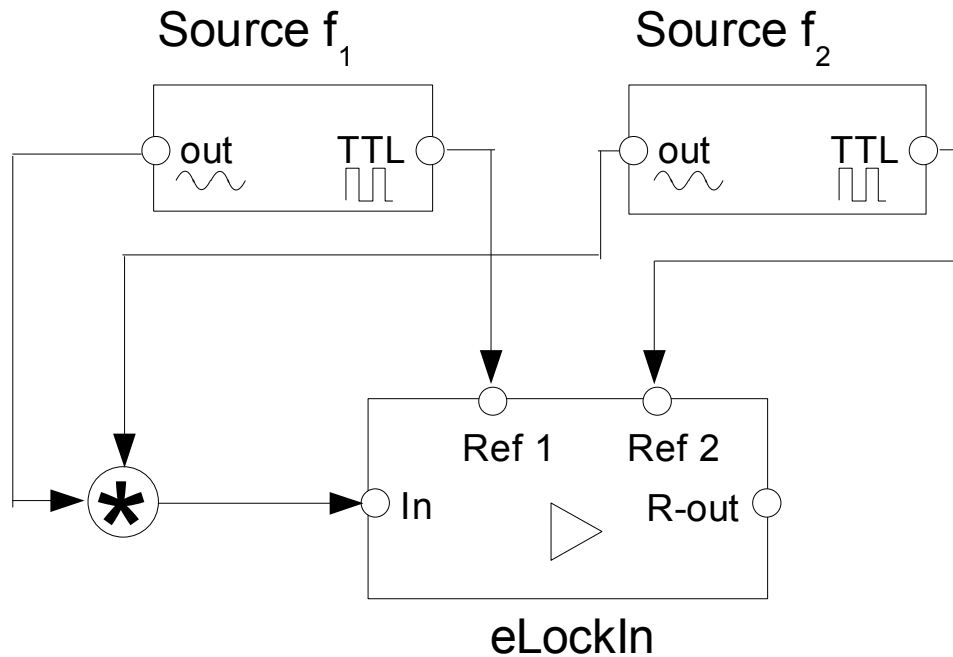 Source f₁
Source f₂
out
TTL
out
TTL
Ref 1
Ref 2
*
In
R-out
eLockIn